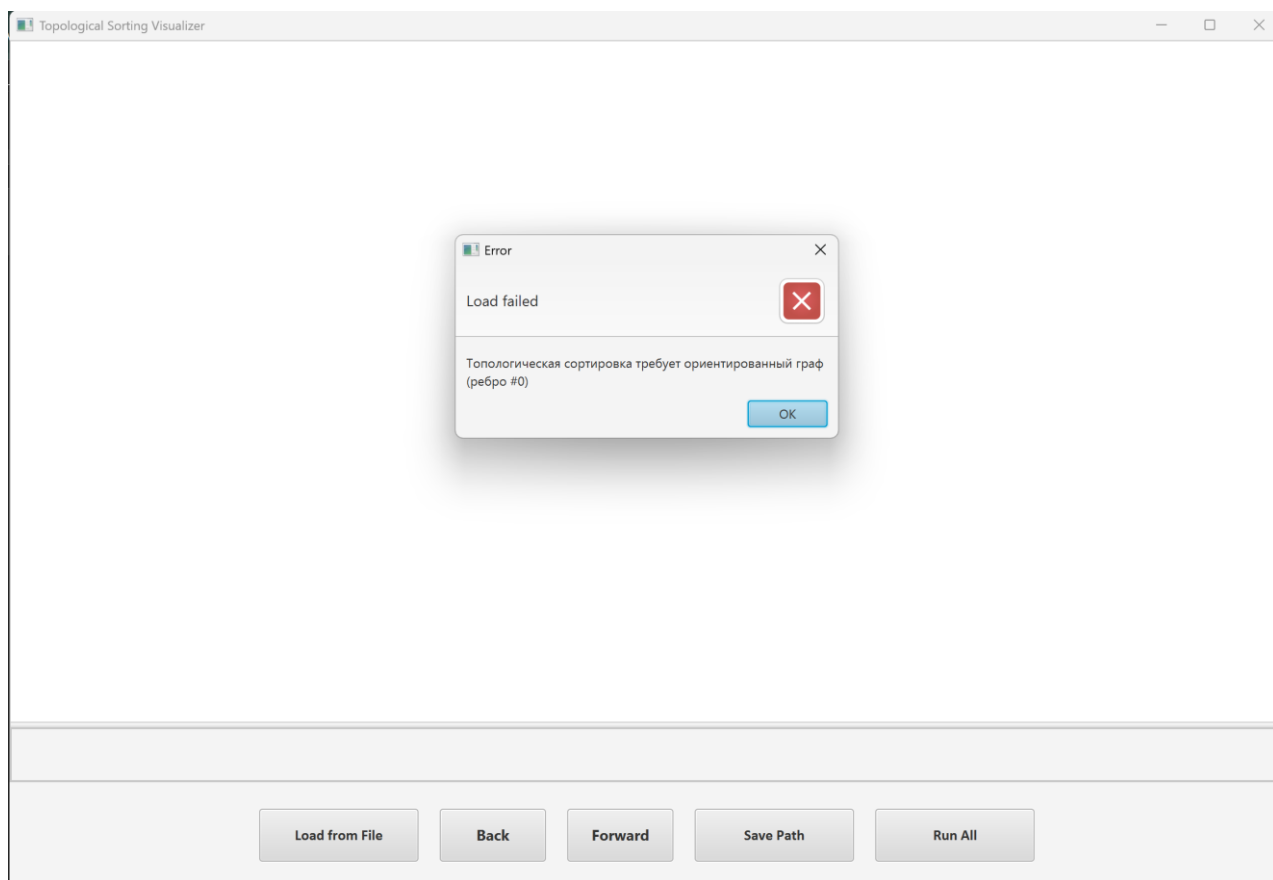 Topological Sorting Visualizer
Error
Load failed
Топологическая сортировка требует ориентированный граф
(ребро #0)
OK
Load from File
Back
Forward
Save Path
Run All